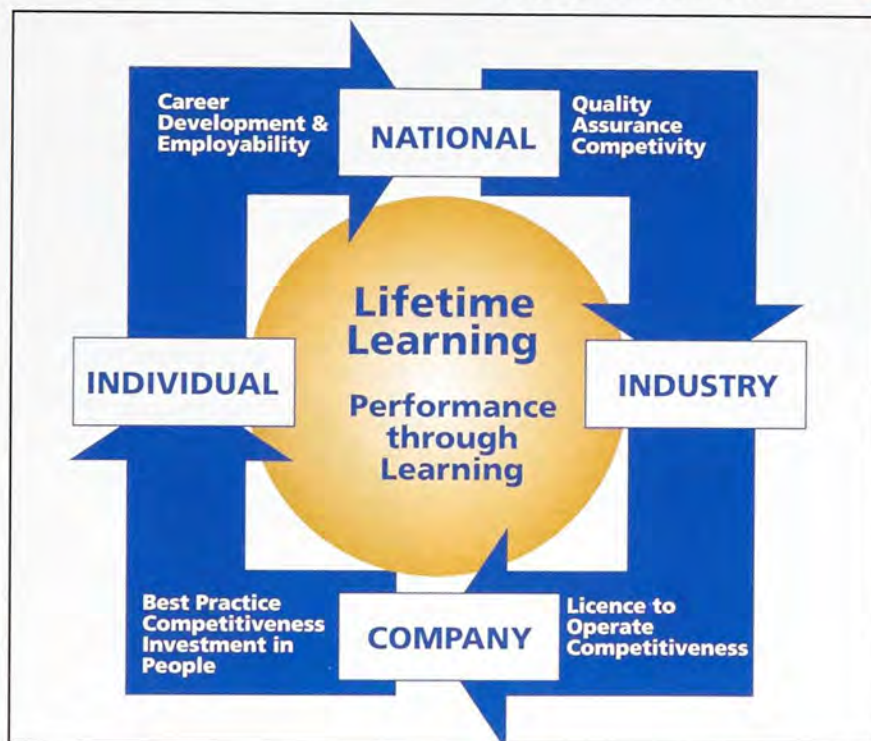 Career
Development &
Employability
NATIONAL
Quality
Assurance
Competivity
Lifetime
Learning
Performance
through
Learning
INDIVIDUAL
INDUSTRY
Best Practice
Competitiveness
Investment in
People
COMPANY
Licence to
Operate
Competitiveness